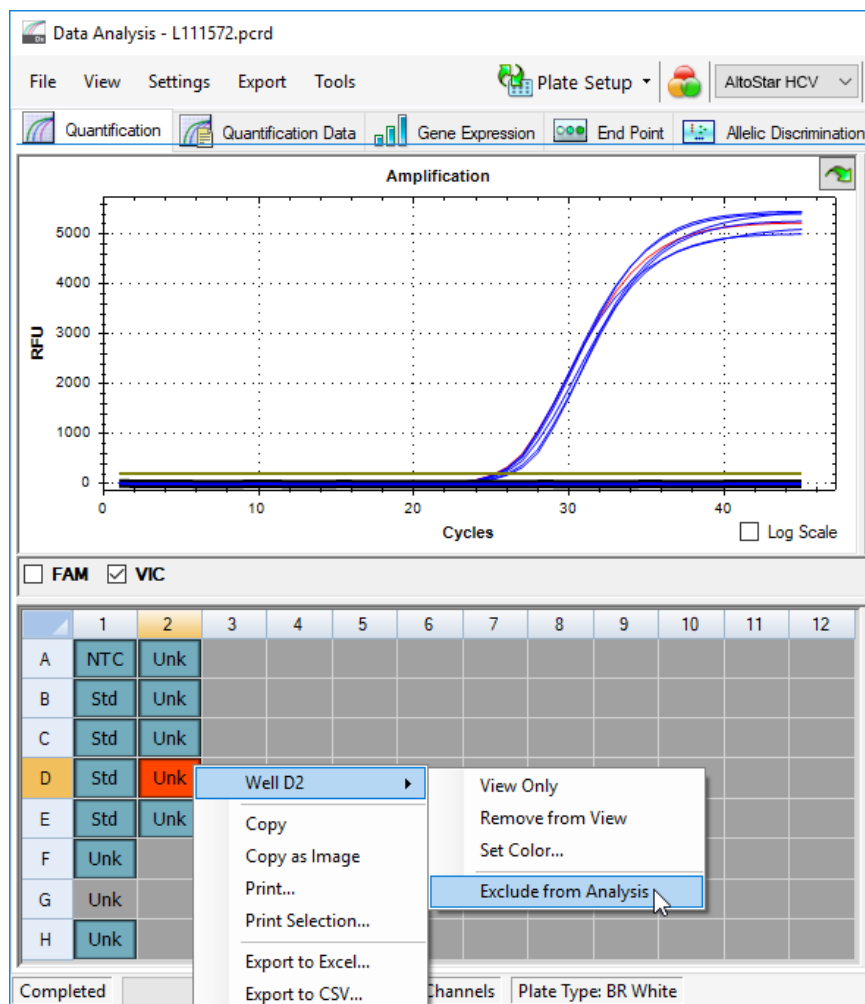 Data Analysis - L111572.pcrd
File View Settings Export Tools Plate Setup AltoStar HCV
Quantification Quantification Data Gene Expression End Point Allelic Discrimination
Amplification
5000
4000
3000
2000
1000
0
RFU
0 10 20 30 40
Cycles
Log Scale
FAM VIC
1 2 3 4 5 6 7 8 9 10 11 12
A NTC Unk
B Std Unk
C Std Unk
D Std Unk Well D2 View Only
E Std Unk Copy Remove from View
F Unk Copy as Image Set Color...
G Unk Print... Exclude from Analysis
H Unk Print Selection...
Export to Excel...
Completed Export to CSV... Channels Plate Type: BR White